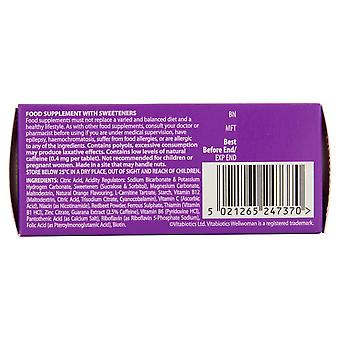 FOOD SUPPLEMENT WITH SWEETENERS
Food supplements must not replace a varied and balanced diet and a
healthy lifestyle. As with other food supplements, consult your doctor or
pharmacist before using if you are under medical supervision, have
epilepsy, haemochromatosis, suffer from food allergies, or are allergic
to any of the ingredients. Contains polyols, excessive consumption
may produce laxative effects. Contains low levels of natural
caffeine (0.4 mg per tablet). Not recommended for children or
pregnant women.
STORE BELOW 25°C IN A DRY PLACE, OUT OF SIGHT AND REACH OF CHILDREN.
INGREDIENTS: Citric Acid, Acidity Regulators: Sodium Bicarbonate & Potassium
Hydrogen Carbonate, Sweeteners (Sucralose & Sorbitol), Magnesium Carbonate,
Maltodextrin, Natural Orange Flavouring, L-Carnitine Tartrate, Starch, Vitamin B12
(Maltodextrin, Citric Acid, Trisodium Citrate, Cyanocobalamin), Vitamin C (Ascorbic
Acid), Niacin (as Nicotinamide), Redbeet Powder, Ferrous Sulphate, Thiamin (Vitamin
B1 HCl), Zinc Citrate, Guarana Extract (2.5% Caffeine), Vitamin B6 (Pyridoxine HCl),
Pantothenic Acid (as Calcium Salt), Riboflavin (as Riboflavin 5-Phosphate Sodium),
Folic Acid (as Pteroylmonoglutamic Acid), Biotin.
BN
MFT
Best
Before End/
EXP END
5 021265 247370 >
©Vitabiotics Ltd.
©Vitabiotics Wellwoman is a registered trademark of Vitabiotics.